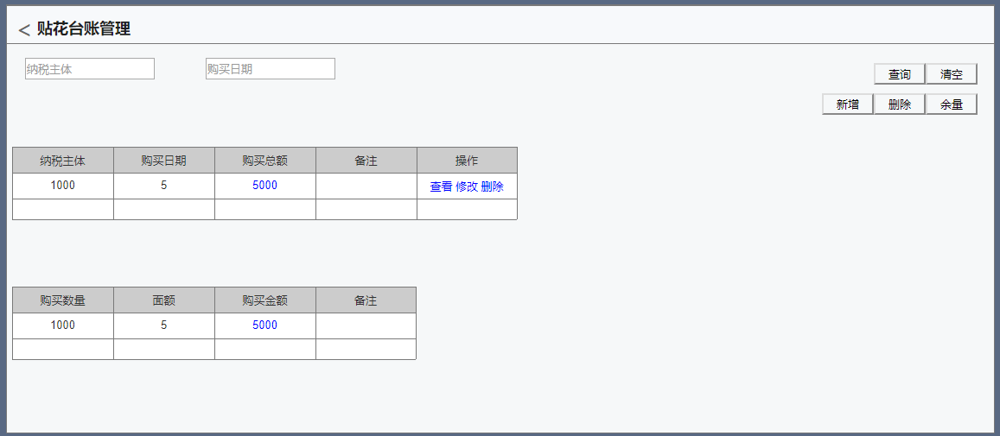 < 贴花台账管理
纳税主体 购买日期 查询 清空
新增 删除 余量
纳税主体 购买日期 购买总额 备注 操作
1000 5 5000 查看 修改 删除
购买数量 面额 购买金额 备注
1000 5 5000